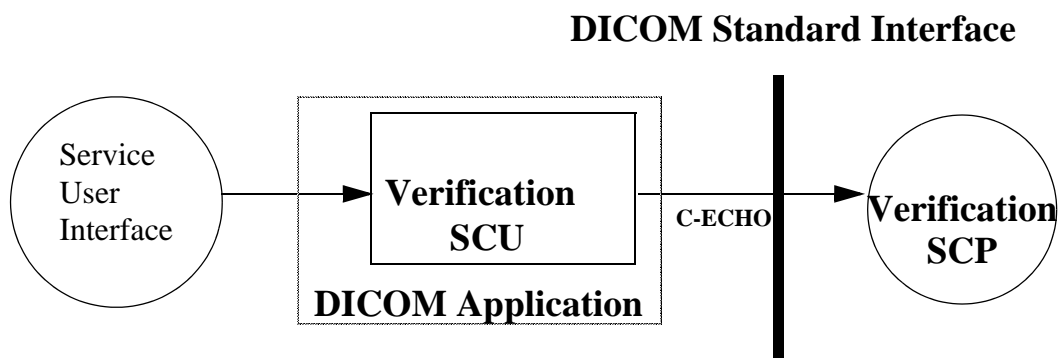 DICOM Standard Interface
Service
User
Interface
Verification
SCU
DICOM Application
C-ECHO
Verification
SCP